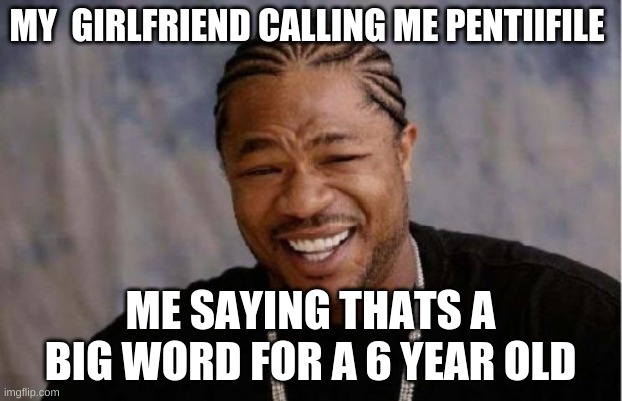 MY GIRLFRIEND CALLING ME PENTIIFILE
ME SAYING THATS A
BIG WORD FOR A 6 YEAR OLD
imgflip.com